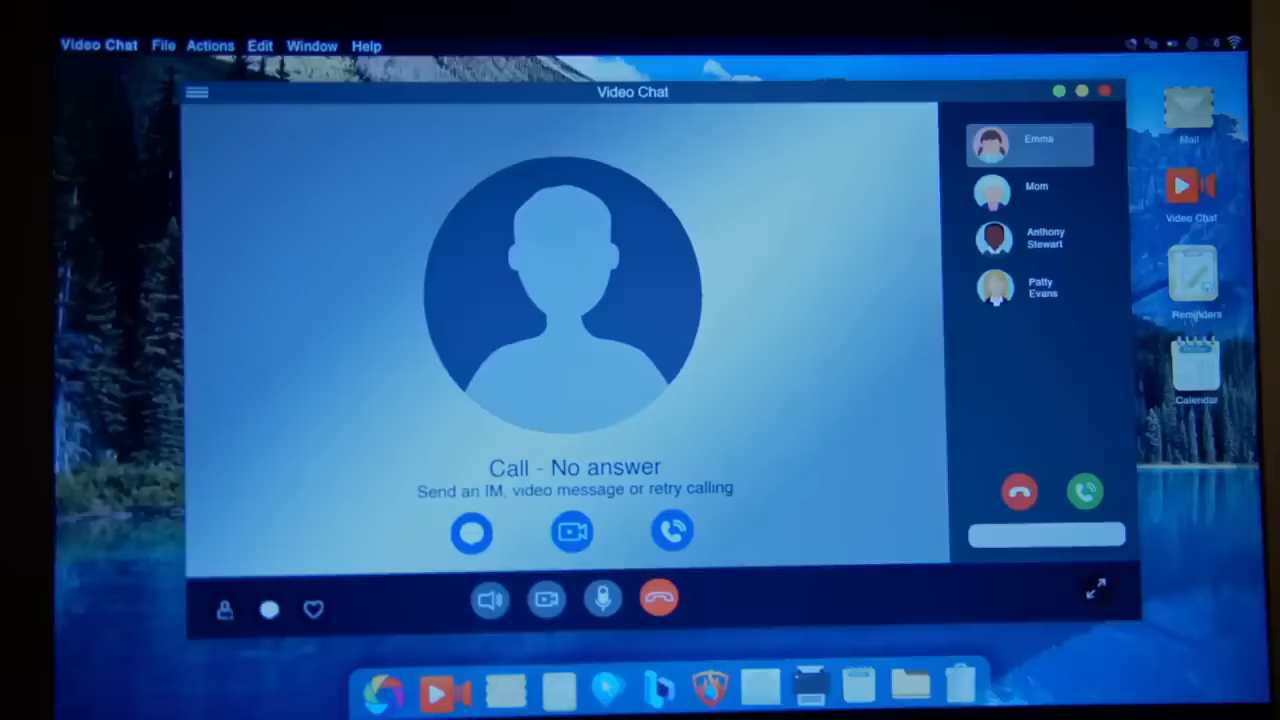 Video Chat File Actions Edit Window Help
Video Chat
Emma
Mom
Anthony
Stewart
Patty
Evans
Call - No answer
Send an IM, video message or retry calling
Mail
Video Chat
Reminders
Calendar